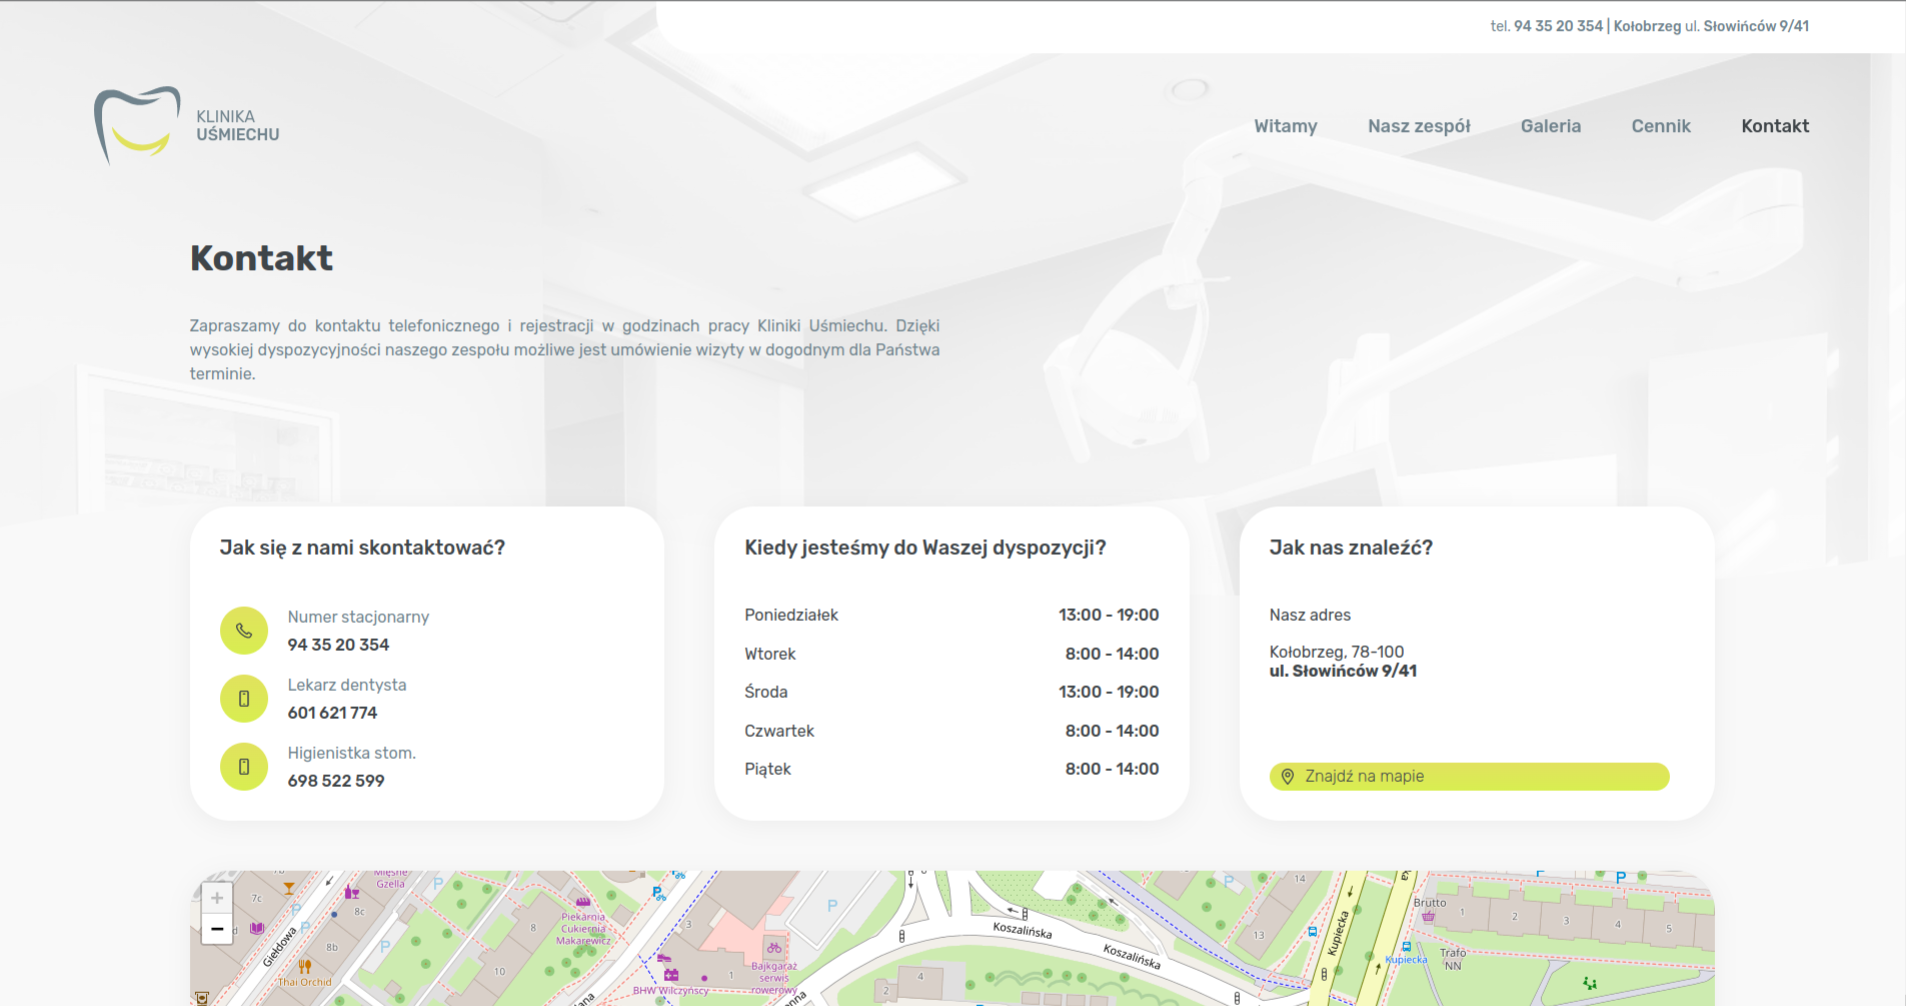 tel. 94 35 20 354 | Kołobrzeg ul. Słowińców 9/41
KLINIKA
UŚMIECHU
Witamy
Nasz zespół
Galeria
Cennik
Kontakt
Kontakt
Zapraszamy do kontaktu telefonicznego i rejestracji w godzinach pracy Kliniki Uśmiechu. Dzięki
wysokiej dyspozycyjności naszego zespołu możliwe jest umówienie wizyty w dogodnym dla Państwa
terminie.
Jak się z nami skontaktować?
Numer stacjonarny
94 35 20 354
Lekarz dentysta
601 621 774
Higienistka stom.
698 522 599
Kiedy jesteśmy do Waszej dyspozycji?
Poniedziałek 13:00 - 19:00
Wtorek 8:00 - 14:00
Środa 13:00 - 19:00
Czwartek 8:00 - 14:00
Piątek 8:00 - 14:00
Jak nas znaleźć?
Nasz adres
Kołobrzeg, 78-100
ul. Słowińców 9/41
Znajdź na mapie
+
−
7c
8c
8b
Mięsne
Gzella
Giełdowa
Thai Orchid
10
8
Piekarnia
Cukiernia
Makarewicz
3
1
BHW Wilczyńscy
Bajkgaraż
serwis
rowerowy
2
4
Koszalińska
Koszalińska
13
14
Kupiecka
Kupiecka
Brutto
1
2
3
4
5
Trafo
NN